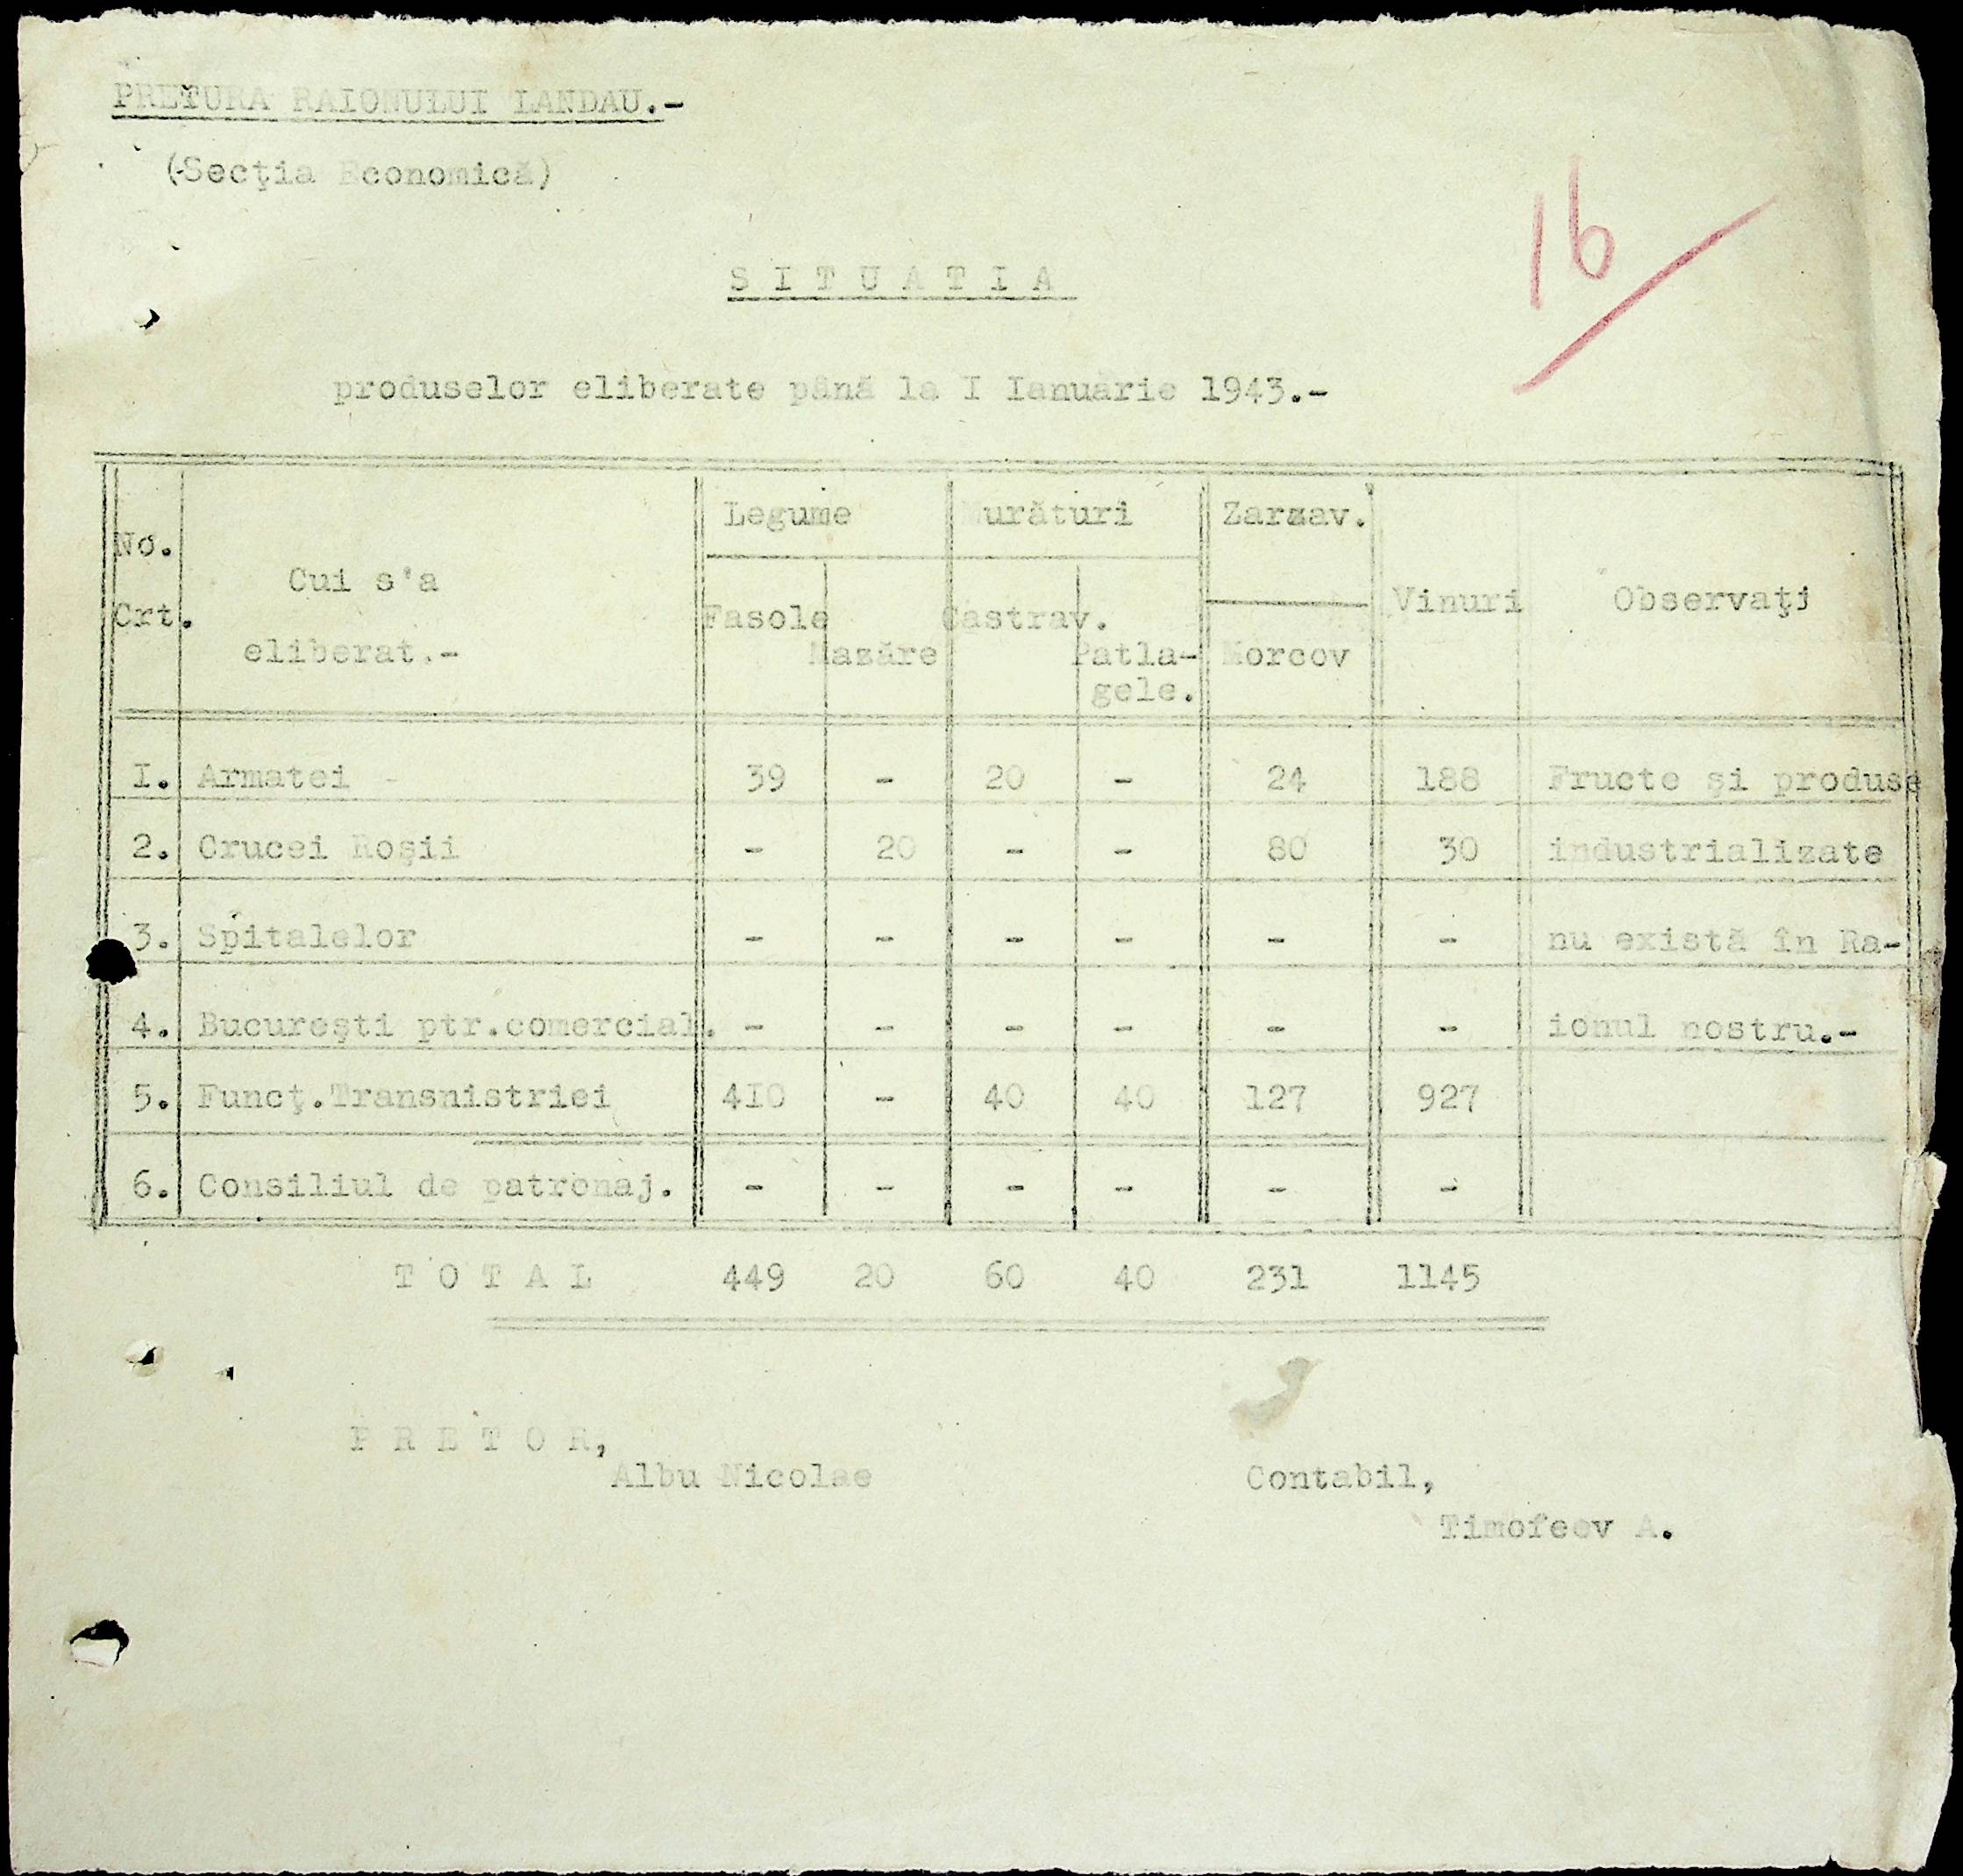 PRETURA RAIONULUI LANDAU.-
(-Secţia Economică)
16
S I T U A T I A
produselor eliberate până la I Ianuarie 1943.-
No. Crt. Cui s'a eliberat.- Legume Murături Zarzav. Vinuri Observaţi
Fasole Mazăre Castrav. Patla-gele. Morcov
I. Armatei - 39 - 20 - 24 188 Fructe şi produse
2. Crucei Roşii - 20 - - 80 30 industrializate
3. Spitalelor - - - - - - nu există în Ra-
4. Bucureşti ptr.comercial. - - - - - - ionul nostru.-
5. Funcţ.Transnistriei 4I0 - 40 40 127 927
6. Consiliul de patronaj. - - - - - -
T O T A L 449 20 60 40 231 1145
P R E T O R,
Albu Nicolae
Contabil,
Timofeev A.